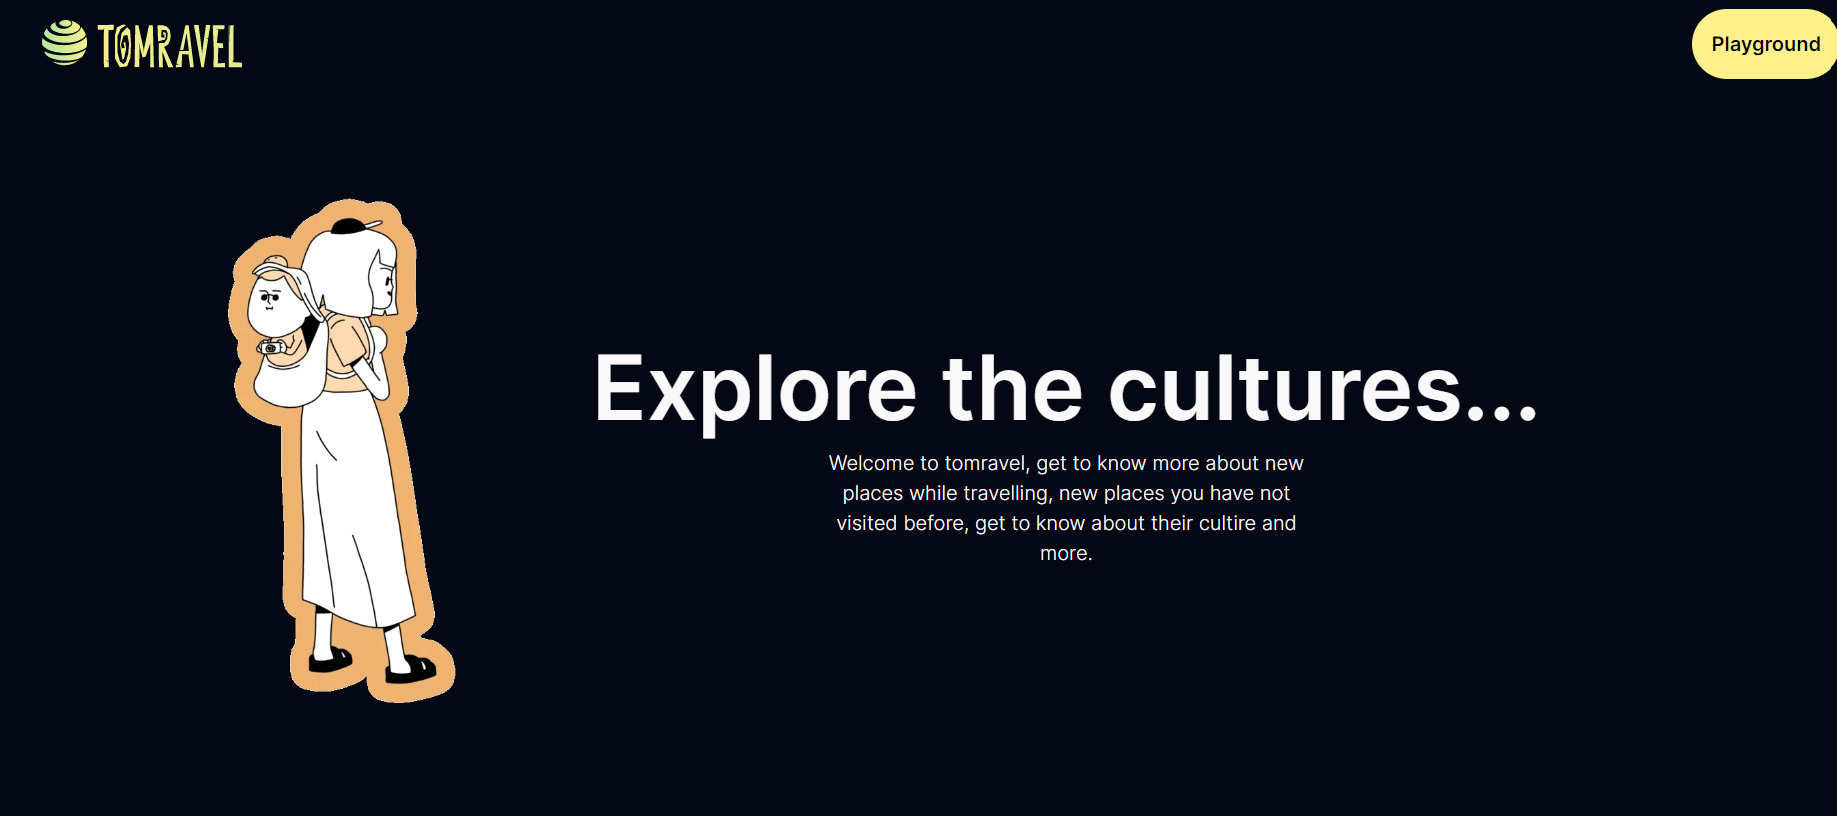 TOMRAVEL
Playground
Explore the cultures...
Welcome to tomravel, get to know more about new
places while travelling, new places you have not
visited before, get to know about their cultire and
more.